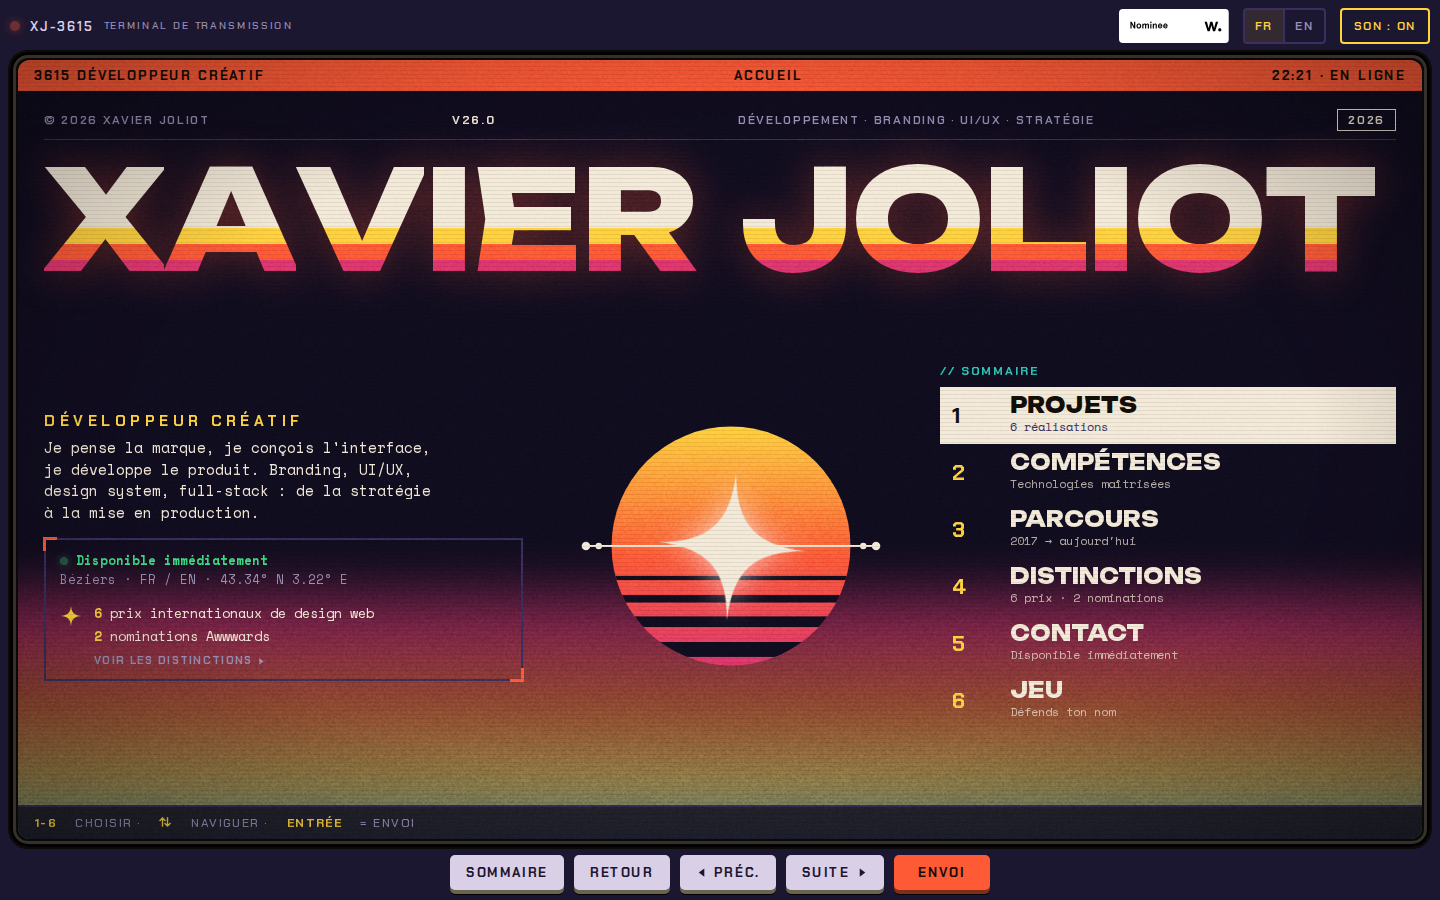 XJ-3615 TERMINAL DE TRANSMISSION
Nominee W.
FR EN
SON : ON
3615 DÉVELOPPEUR CRÉATIF
ACCUEIL
22:21 · EN LIGNE
© 2026 XAVIER JOLIOT
V26.0
DÉVELOPPEMENT · BRANDING · UI/UX · STRATÉGIE
2026
XAVIER JOLIOT
DÉVELOPPEUR CRÉATIF
Je pense la marque, je conçois l'interface,
je développe le produit. Branding, UI/UX,
design system, full-stack : de la stratégie
à la mise en production.
Disponible immédiatement
Béziers · FR / EN · 43.34° N 3.22° E
6 prix internationaux de design web
2 nominations Awwwards
VOIR LES DISTINCTIONS ▸
// SOMMAIRE
1 PROJETS
6 réalisations
2 COMPÉTENCES
Technologies maîtrisées
3 PARCOURS
2017 → aujourd'hui
4 DISTINCTIONS
6 prix · 2 nominations
5 CONTACT
Disponible immédiatement
6 JEU
Défends ton nom
1-6 CHOISIR · ⇅ NAVIGUER · ENTRÉE = ENVOI
SOMMAIRE
RETOUR
◂ PRÉC.
SUITE ▸
ENVOI